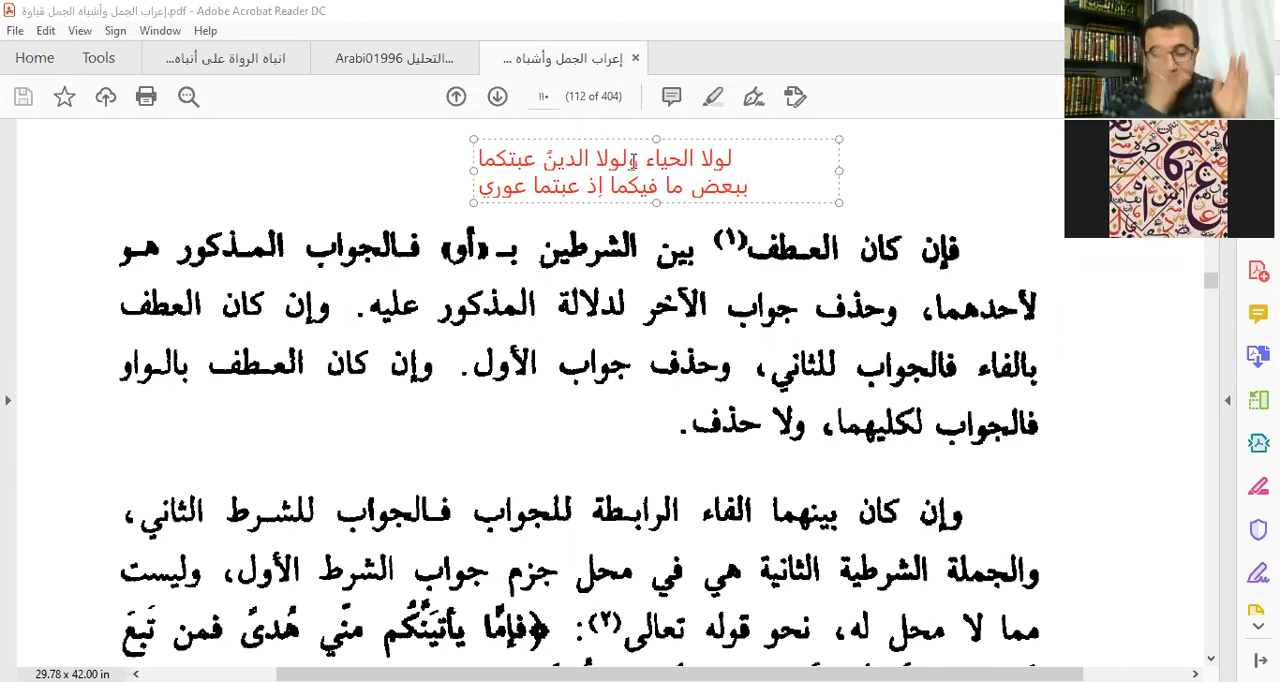 إعراب الجمل وأشباه الجمل قباوة.pdf - Adobe Acrobat Reader DC
File Edit View Sign Window Help
Home Tools انباه الرواة على أنباه... التحليل Arabi01996... إعراب الجمل وأشباه ...
١١٠ (112 of 404)
لولا الحياء ولولا الدينُ عبتكما
ببعض ما فيكما إذ عبتما عوري
فإن كان العطف(١) بين الشرطين بـ «أو» فالجواب المذكور هو
لأحدهما، وحذف جواب الآخر لدلالة المذكور عليه. وإن كان العطف
بالفاء فالجواب للثاني، وحذف جواب الأول. وإن كان العطف بالواو
فالجواب لكليهما، ولا حذف.
وإن كان بينهما الفاء الرابطة للجواب فالجواب للشرط الثاني،
والجملة الشرطية الثانية هي في محل جزم جواب الشرط الأول، وليست
مما لا محل له، نحو قوله تعالى(٢): ﴿فإمّا يأتيَنَّكُم منّي هُدىً فمن تَبِعَ
29.78 x 42.00 in